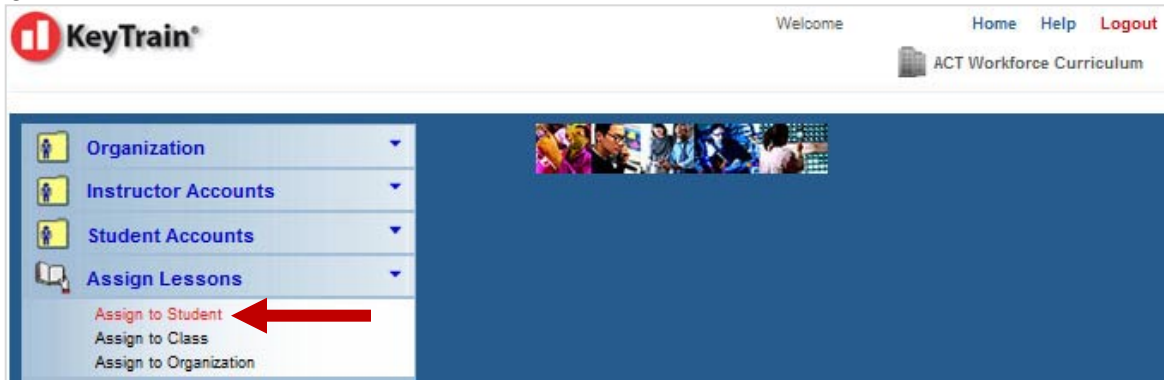 KeyTrain®
Welcome Home Help Logout
ACT Workforce Curriculum
Organization
Instructor Accounts
Student Accounts
Assign Lessons
Assign to Student
Assign to Class
Assign to Organization